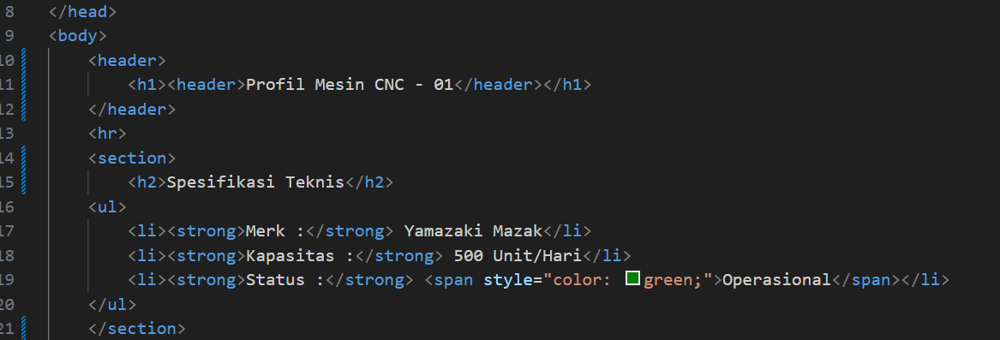 8 </head>
9 <body>
10 <header>
11 <h1><header>Profil Mesin CNC - 01</header></h1>
12 </header>
13 <hr>
14 <section>
15 <h2>Spesifikasi Teknis</h2>
16 <ul>
17 <li><strong>Merk :</strong> Yamazaki Mazak</li>
18 <li><strong>Kapasitas :</strong> 500 Unit/Hari</li>
19 <li><strong>Status :</strong> <span style="color: green;">Operasional</span></li>
20 </ul>
21 </section>